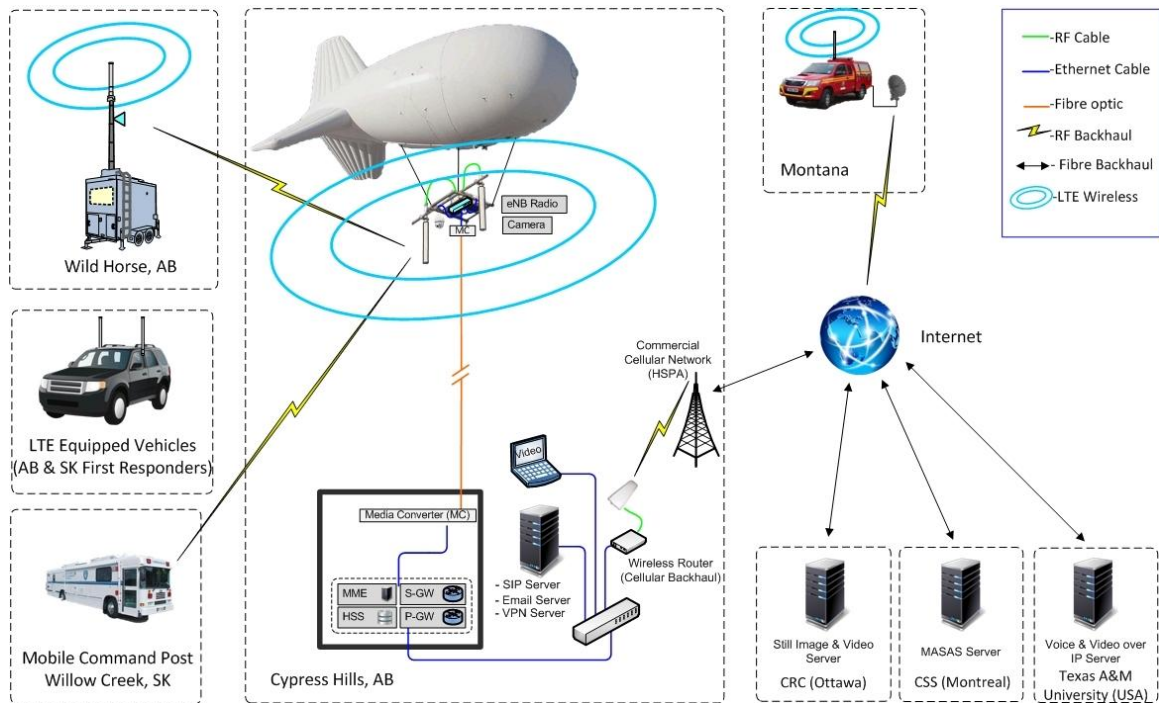 Wild Horse, AB
LTE Equipped Vehicles
(AB & SK First Responders)
Mobile Command Post
Willow Creek, SK
eNB Radio
Camera
MC
Media Converter (MC)
MME
S-GW
HSS
P-GW
Video
- SIP Server
- Email Server
- VPN Server
Commercial
Cellular Network
(HSPA)
Wireless Router
(Cellular Backhaul)
Cypress Hills, AB
Montana
Internet
Still Image & Video
Server
CRC (Ottawa)
MASAS Server
CSS (Montreal)
Voice & Video over
IP Server
Texas A&M
University (USA)
-RF Cable
-Ethernet Cable
-Fibre optic
-RF Backhaul
- Fibre Backhaul
-LTE Wireless